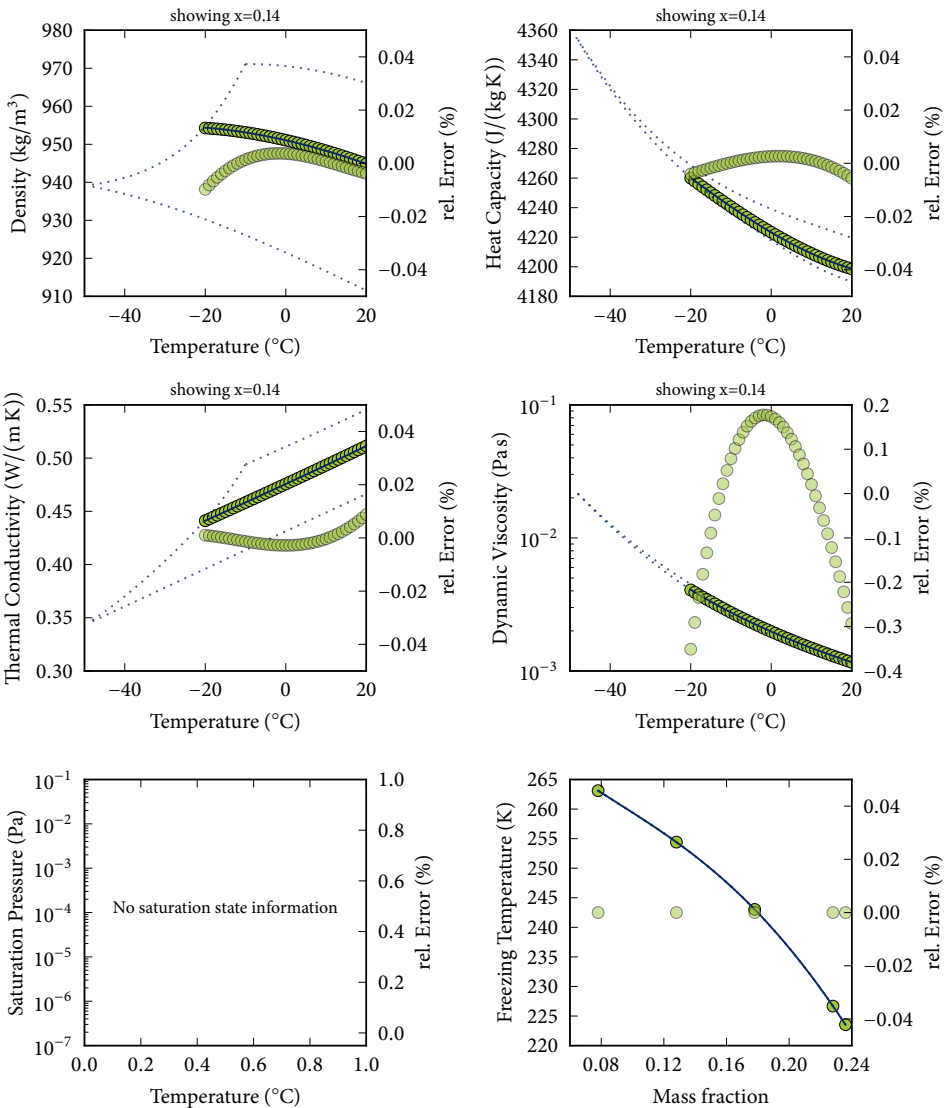 showing x=0.14
980
970
960
950
940
930
920
910
Density (kg/m³)
0.04
0.02
0.00
−0.02
−0.04
rel. Error (%)
−40 −20 0 20
Temperature (°C)
showing x=0.14
4360
4340
4320
4300
4280
4260
4240
4220
4200
4180
Heat Capacity (J/(kg K))
0.04
0.02
0.00
−0.02
−0.04
rel. Error (%)
−40 −20 0 20
Temperature (°C)
showing x=0.14
0.55
0.50
0.45
0.40
0.35
0.30
Thermal Conductivity (W/(m K))
0.04
0.02
0.00
−0.02
−0.04
rel. Error (%)
−40 −20 0 20
Temperature (°C)
showing x=0.14
10⁻¹
10⁻²
10⁻³
Dynamic Viscosity (Pa s)
0.2
0.1
0.0
−0.1
−0.2
−0.3
−0.4
rel. Error (%)
−40 −20 0 20
Temperature (°C)
10⁻¹
10⁻²
10⁻³
10⁻⁴
10⁻⁵
10⁻⁶
10⁻⁷
Saturation Pressure (Pa)
No saturation state information
1.0
0.8
0.6
0.4
0.2
0.0
rel. Error (%)
0.0 0.2 0.4 0.6 0.8 1.0
Temperature (°C)
265
260
255
250
245
240
235
230
225
220
Freezing Temperature (K)
0.04
0.02
0.00
−0.02
−0.04
rel. Error (%)
0.08 0.12 0.16 0.20 0.24
Mass fraction